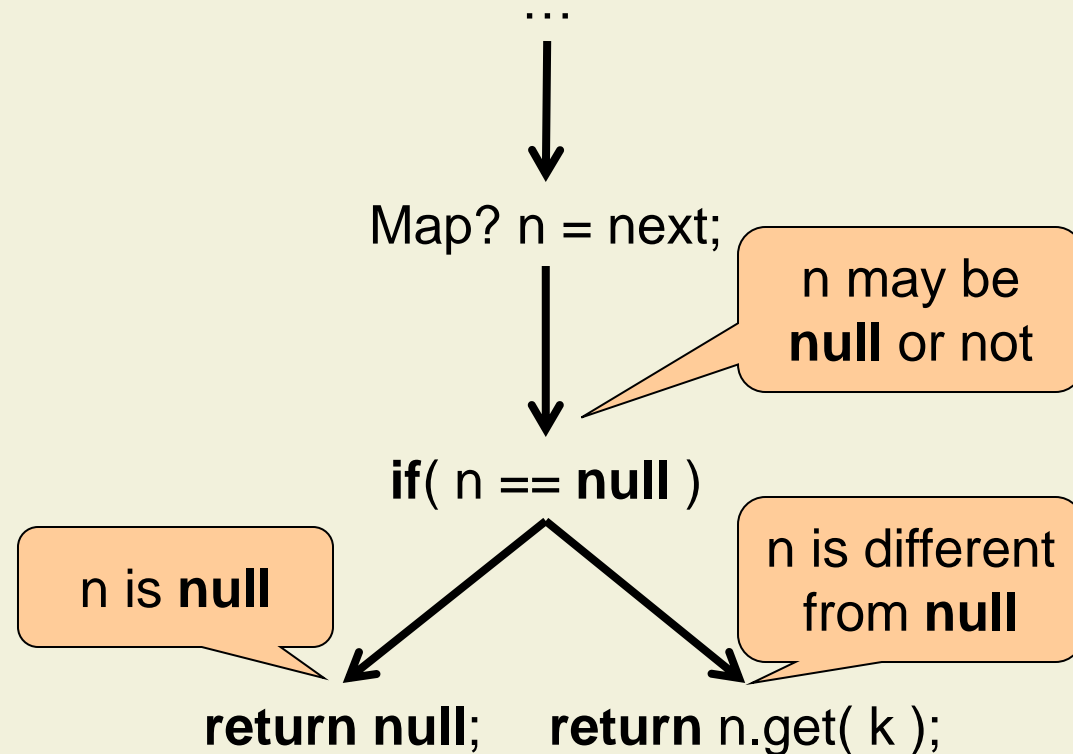 …
Map? n = next;
n may be
null or not
if( n == null )
n is null
n is different
from null
return null;
return n.get( k );